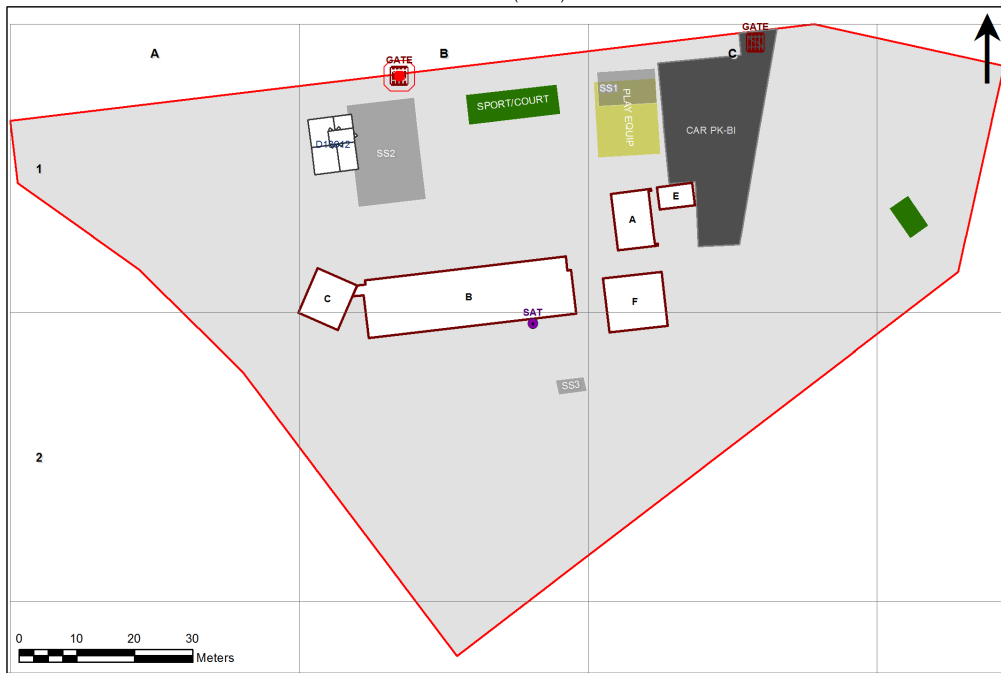 A
B
C
GATE
GATE
SPORT/COURT
SS1
PLAY EQUIP
CAR PK-BI
SS2
1
E
A
C
B
F
SAT
SS3
2
0 10 20 30
Meters